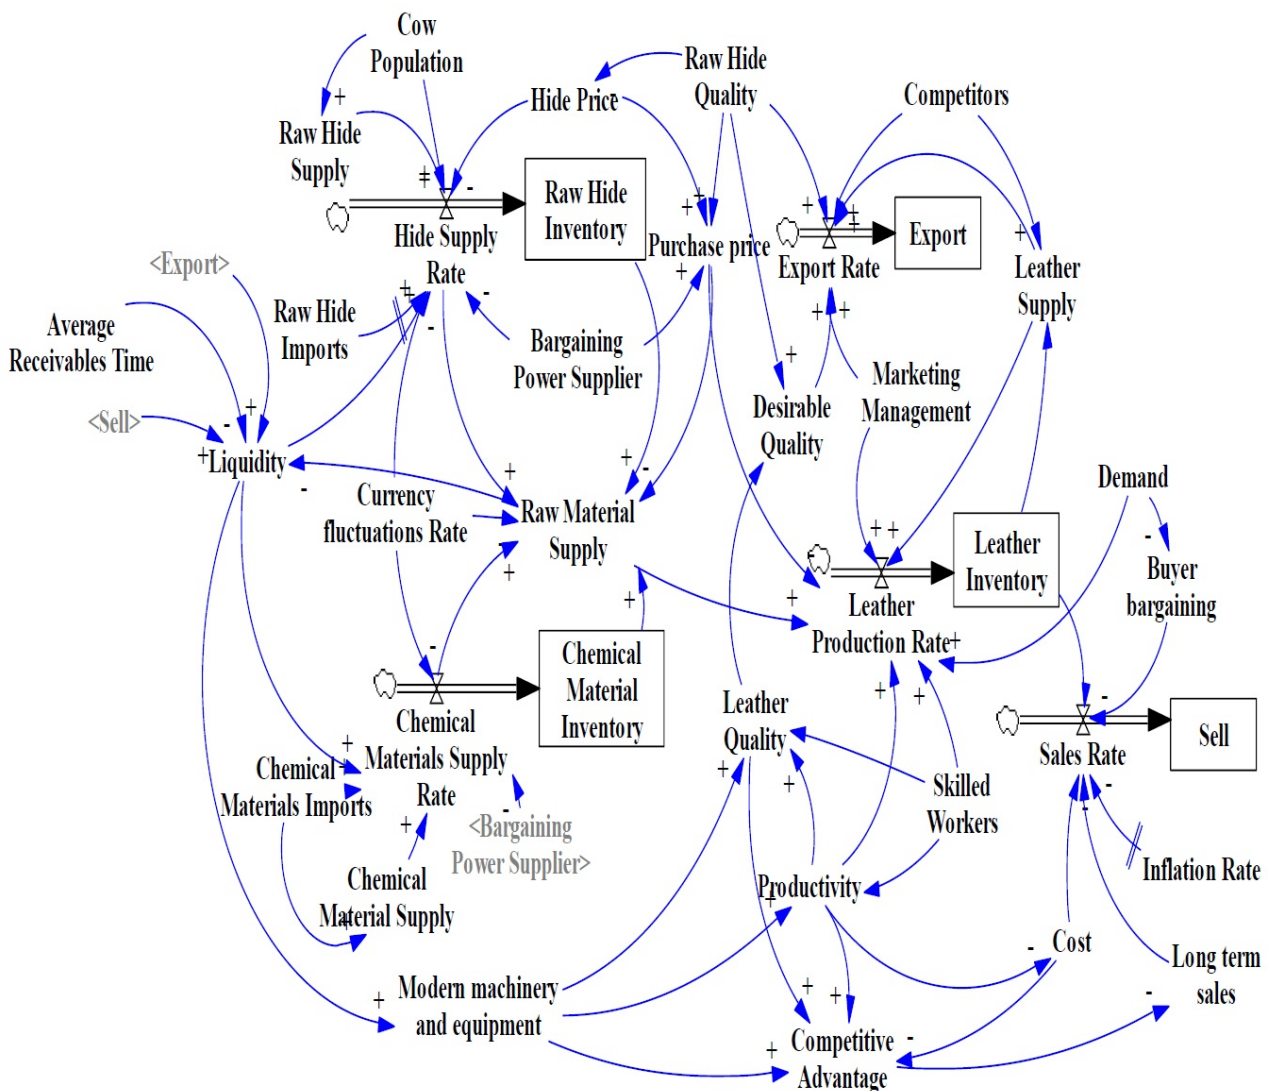 Cow
Population
Raw Hide
Quality
Hide Price
Competitors
Raw Hide
Supply
Raw Hide
Inventory
Hide Supply
Rate
Purchase price
Export
Export Rate
Leather
Supply
<Export>
Raw Hide
Imports
Average
Receivables Time
Bargaining
Power Supplier
Marketing
Management
Desirable
Quality
<Sell>
Liquidity
Currency
fluctuations Rate
Raw Material
Supply
Demand
Leather
Inventory
Buyer
bargaining
Leather
Production Rate
Chemical
Material
Inventory
Chemical
Materials Supply
Rate
Leather
Quality
Sell
Sales Rate
Chemical
Materials Imports
Skilled
Workers
<Bargaining
Power Supplier>
Chemical
Material Supply
Productivity
Inflation Rate
Cost
Long term
sales
Modern machinery
and equipment
Competitive
Advantage